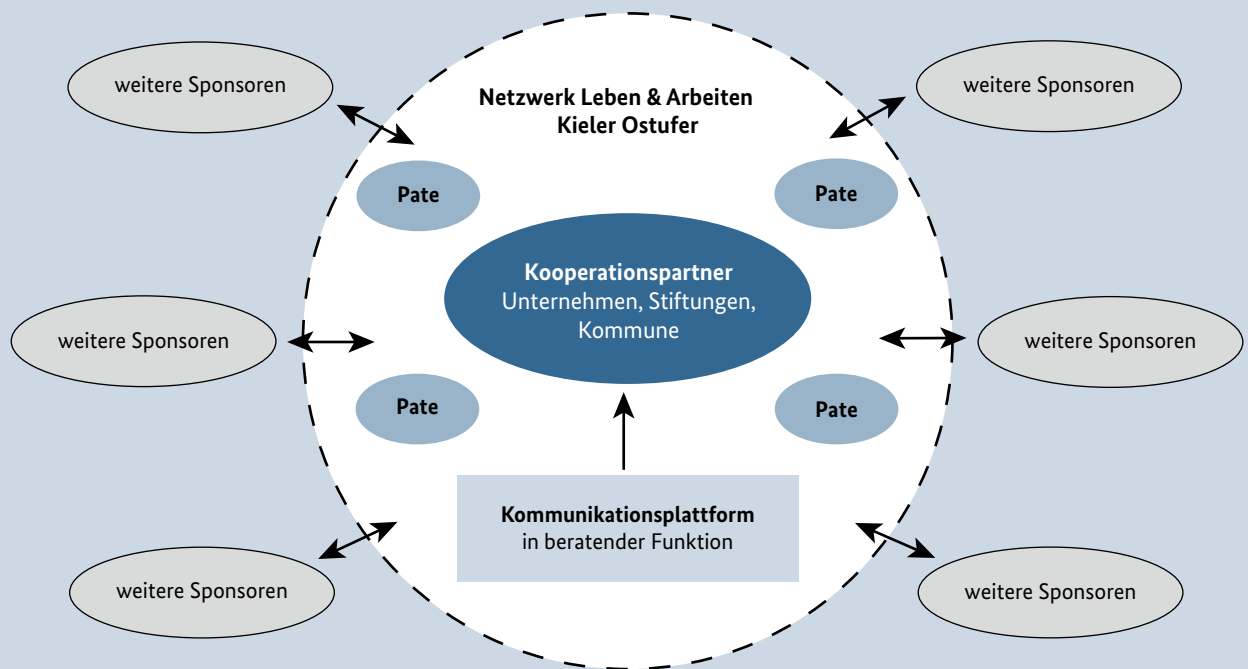 weitere Sponsoren
Netzwerk Leben & Arbeiten
Kieler Ostufer
weitere Sponsoren
Pate
Pate
Kooperationspartner
Unternehmen, Stiftungen,
Kommune
weitere Sponsoren
weitere Sponsoren
Pate
Pate
Kommunikationsplattform
in beratender Funktion
weitere Sponsoren
weitere Sponsoren